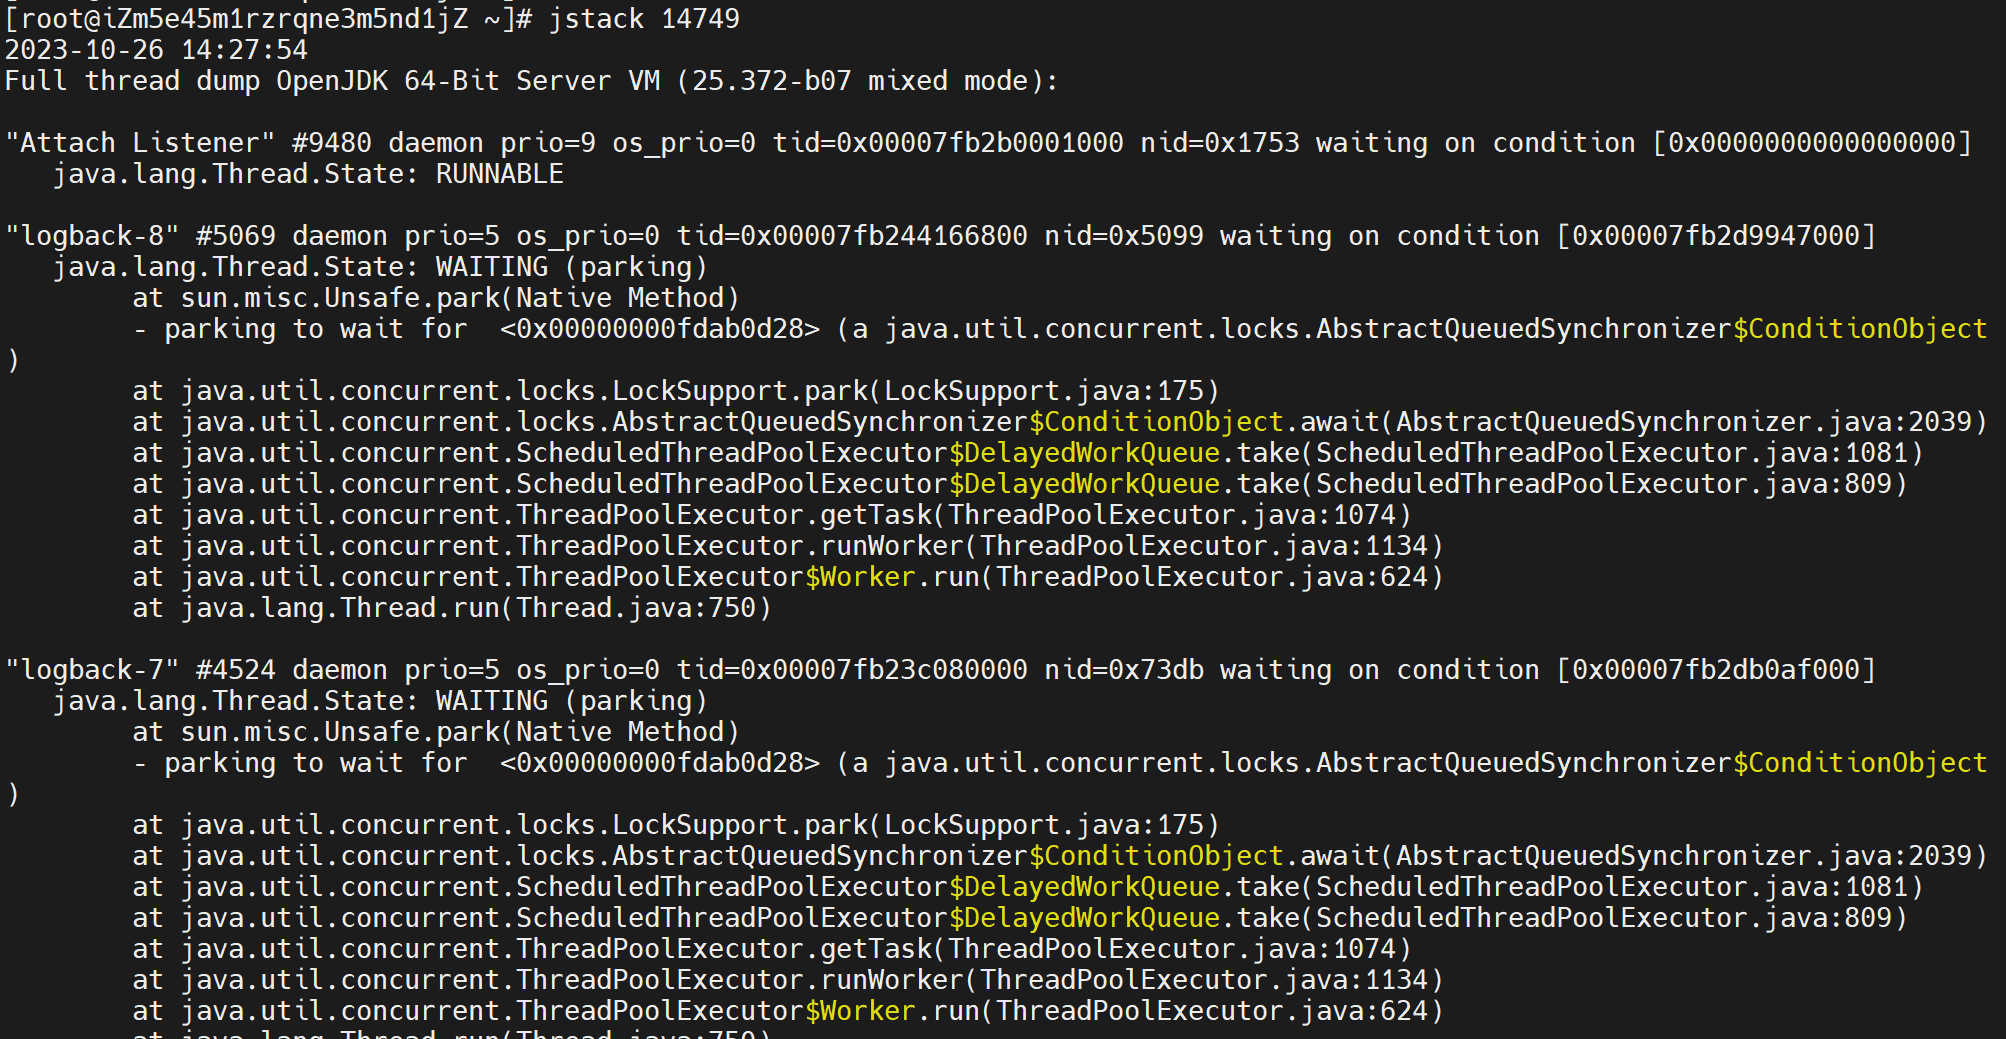 [root@iZm5e45m1rzrqne3m5nd1jZ ~]# jstack 14749
2023-10-26 14:27:54
Full thread dump OpenJDK 64-Bit Server VM (25.372-b07 mixed mode):
"Attach Listener" #9480 daemon prio=9 os_prio=0 tid=0x00007fb2b0001000 nid=0x1753 waiting on condition [0x0000000000000000]
   java.lang.Thread.State: RUNNABLE
"logback-8" #5069 daemon prio=5 os_prio=0 tid=0x00007fb244166800 nid=0x5099 waiting on condition [0x00007fb2d9947000]
   java.lang.Thread.State: WAITING (parking)
        at sun.misc.Unsafe.park(Native Method)
        - parking to wait for  <0x00000000fdab0d28> (a java.util.concurrent.locks.AbstractQueuedSynchronizer$ConditionObject
)
        at java.util.concurrent.locks.LockSupport.park(LockSupport.java:175)
        at java.util.concurrent.locks.AbstractQueuedSynchronizer$ConditionObject.await(AbstractQueuedSynchronizer.java:2039)
        at java.util.concurrent.ScheduledThreadPoolExecutor$DelayedWorkQueue.take(ScheduledThreadPoolExecutor.java:1081)
        at java.util.concurrent.ScheduledThreadPoolExecutor$DelayedWorkQueue.take(ScheduledThreadPoolExecutor.java:809)
        at java.util.concurrent.ThreadPoolExecutor.getTask(ThreadPoolExecutor.java:1074)
        at java.util.concurrent.ThreadPoolExecutor.runWorker(ThreadPoolExecutor.java:1134)
        at java.util.concurrent.ThreadPoolExecutor$Worker.run(ThreadPoolExecutor.java:624)
        at java.lang.Thread.run(Thread.java:750)
"logback-7" #4524 daemon prio=5 os_prio=0 tid=0x00007fb23c080000 nid=0x73db waiting on condition [0x00007fb2db0af000]
   java.lang.Thread.State: WAITING (parking)
        at sun.misc.Unsafe.park(Native Method)
        - parking to wait for  <0x00000000fdab0d28> (a java.util.concurrent.locks.AbstractQueuedSynchronizer$ConditionObject
)
        at java.util.concurrent.locks.LockSupport.park(LockSupport.java:175)
        at java.util.concurrent.locks.AbstractQueuedSynchronizer$ConditionObject.await(AbstractQueuedSynchronizer.java:2039)
        at java.util.concurrent.ScheduledThreadPoolExecutor$DelayedWorkQueue.take(ScheduledThreadPoolExecutor.java:1081)
        at java.util.concurrent.ScheduledThreadPoolExecutor$DelayedWorkQueue.take(ScheduledThreadPoolExecutor.java:809)
        at java.util.concurrent.ThreadPoolExecutor.getTask(ThreadPoolExecutor.java:1074)
        at java.util.concurrent.ThreadPoolExecutor.runWorker(ThreadPoolExecutor.java:1134)
        at java.util.concurrent.ThreadPoolExecutor$Worker.run(ThreadPoolExecutor.java:624)
        at java.lang.Thread.run(Thread.java:750)